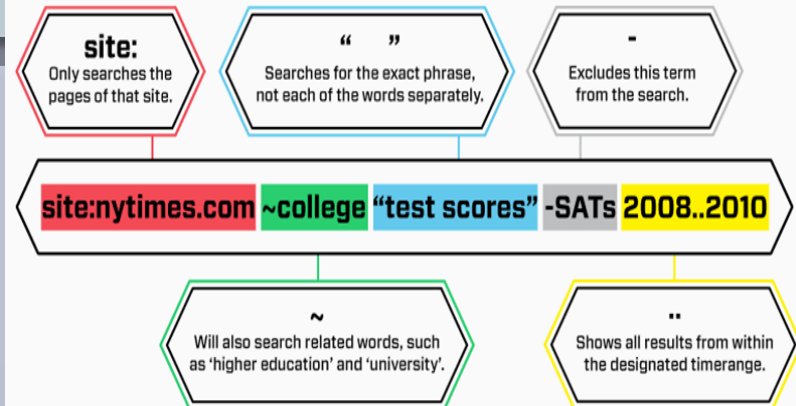 site:
Only searches the
pages of that site.
“ ”
Searches for the exact phrase,
not each of the words separately.
-
Excludes this term
from the search.
site:nytimes.com ~college “test scores” -SATs 2008..2010
~
Will also search related words, such
as ‘higher education’ and ‘university’.
..
Shows all results from within
the designated timerange.